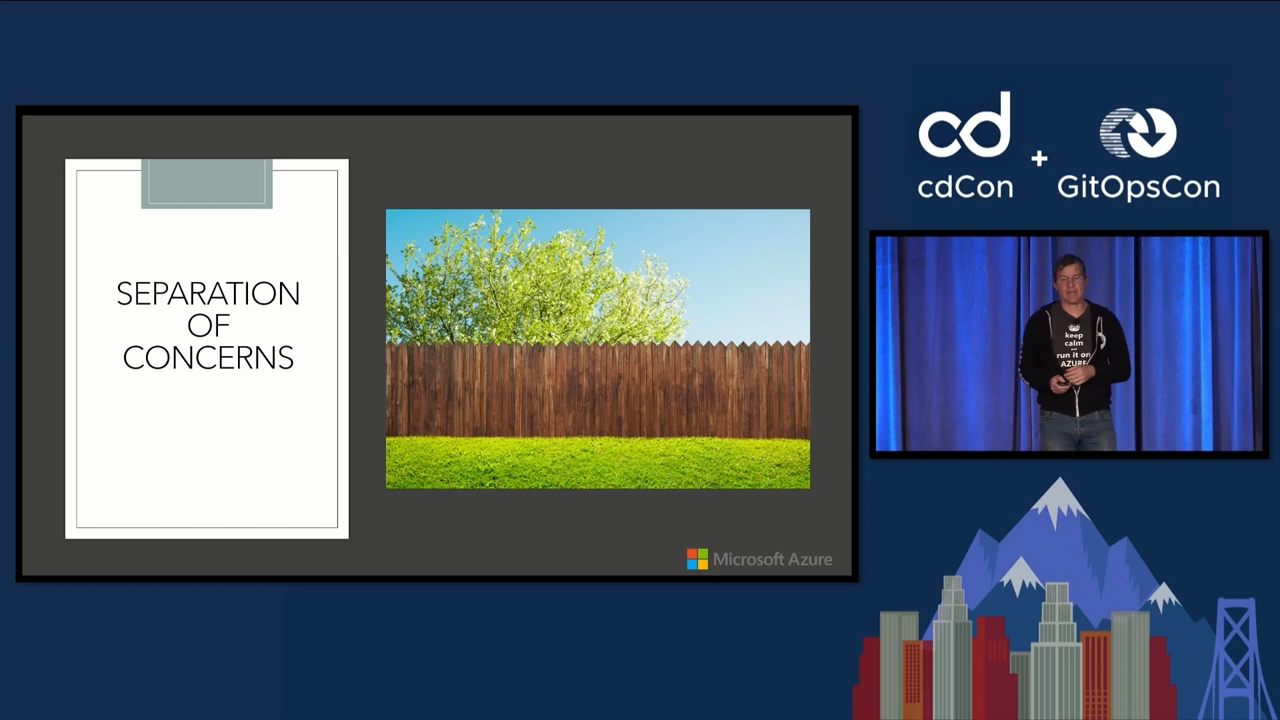 SEPARATION
OF
CONCERNS
Microsoft Azure
cd
cdCon
+
GitOpsCon
keep
calm
run it on
AZURE